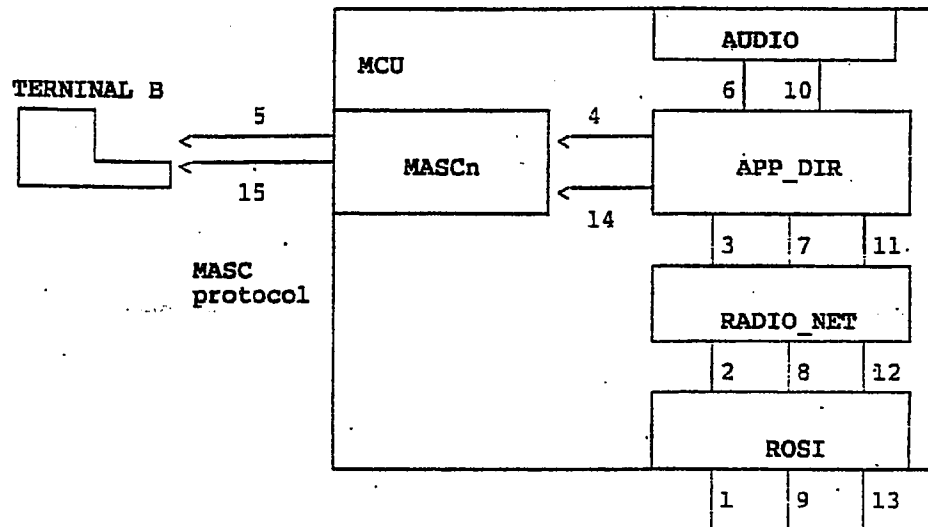 AUDIO
MCU
6 10
TERNINAL B
5 4
MASCn APP_DIR
15 14
3 7 11
MASC
protocol
RADIO_NET
2 8 12
ROSI
1 9 13